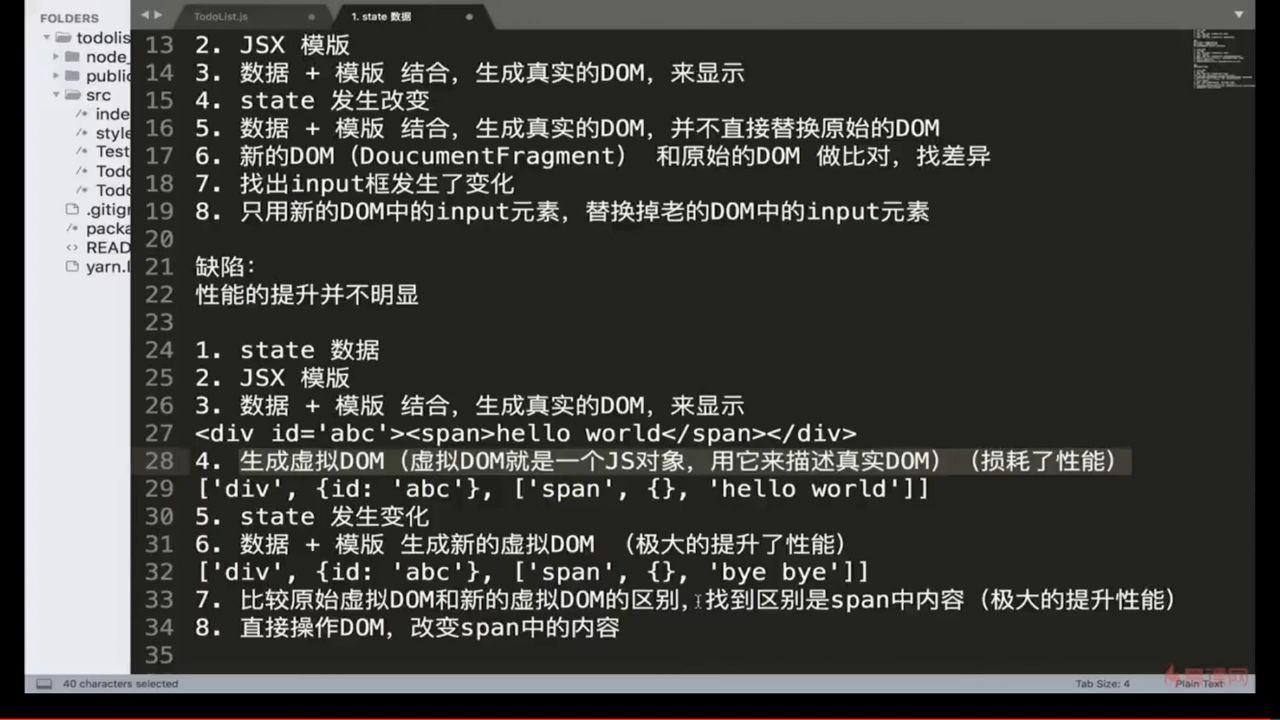 FOLDERS
todolis
node_
public
src
inde
style
Test
Todo
Todo
.gitigr
packa
READ
yarn.l
TodoList.js
1. state 数据
13 2. JSX 模版
14 3. 数据 + 模版 结合，生成真实的DOM，来显示
15 4. state 发生改变
16 5. 数据 + 模版 结合，生成真实的DOM，并不直接替换原始的DOM
17 6. 新的DOM（DoucumentFragment） 和原始的DOM 做比对，找差异
18 7. 找出input框发生了变化
19 8. 只用新的DOM中的input元素，替换掉老的DOM中的input元素
20
21 缺陷：
22 性能的提升并不明显
23
24 1. state 数据
25 2. JSX 模版
26 3. 数据 + 模版 结合，生成真实的DOM，来显示
27 <div id='abc'><span>hello world</span></div>
28 4. 生成虚拟DOM（虚拟DOM就是一个JS对象，用它来描述真实DOM）（损耗了性能）
29 ['div', {id: 'abc'}, ['span', {}, 'hello world']]
30 5. state 发生变化
31 6. 数据 + 模版 生成新的虚拟DOM （极大的提升了性能）
32 ['div', {id: 'abc'}, ['span', {}, 'bye bye']]
33 7. 比较原始虚拟DOM和新的虚拟DOM的区别，找到区别是span中内容（极大的提升性能）
34 8. 直接操作DOM，改变span中的内容
35
40 characters selected
Tab Size: 4
Plain Text
慕课网